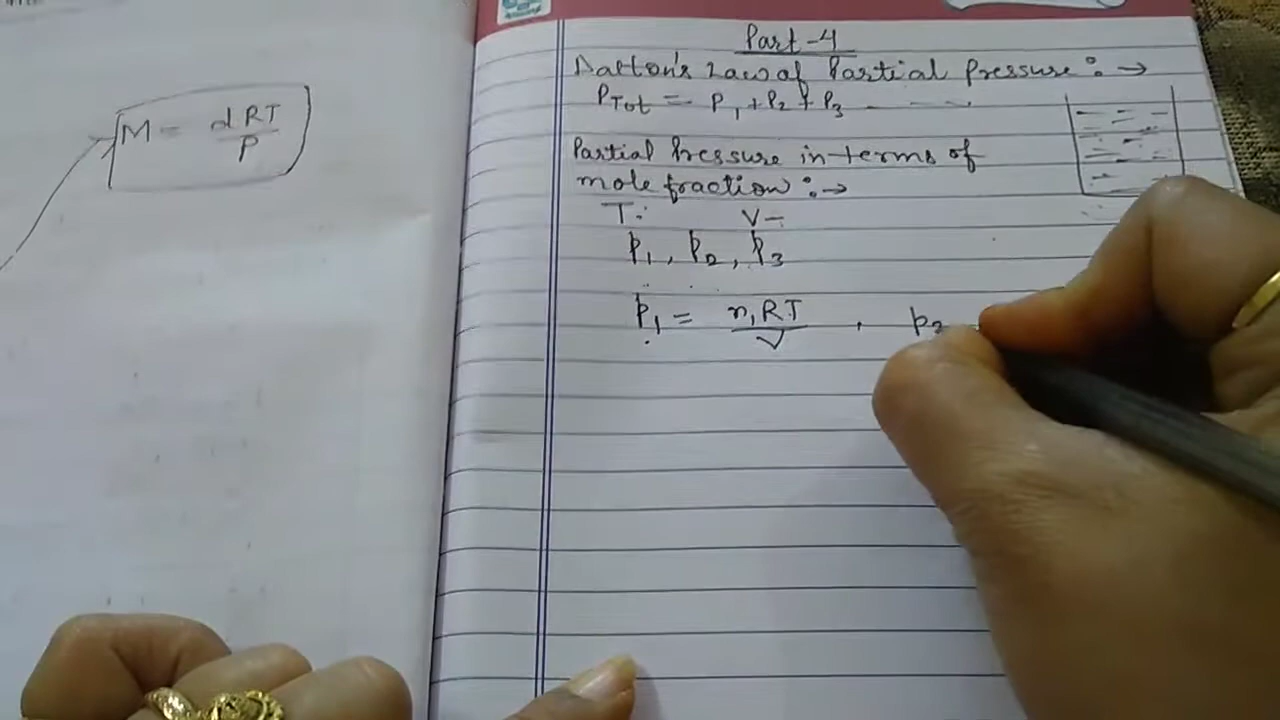 M = dRT/P
Part-4
Dalton's Law of Partial Pressure :→
PTot = P1 + P2 + P3 - - - -
Partial Pressure in terms of
mole fraction :→
T: V-
p1, p2, p3
p1 = n1RT/V , p2